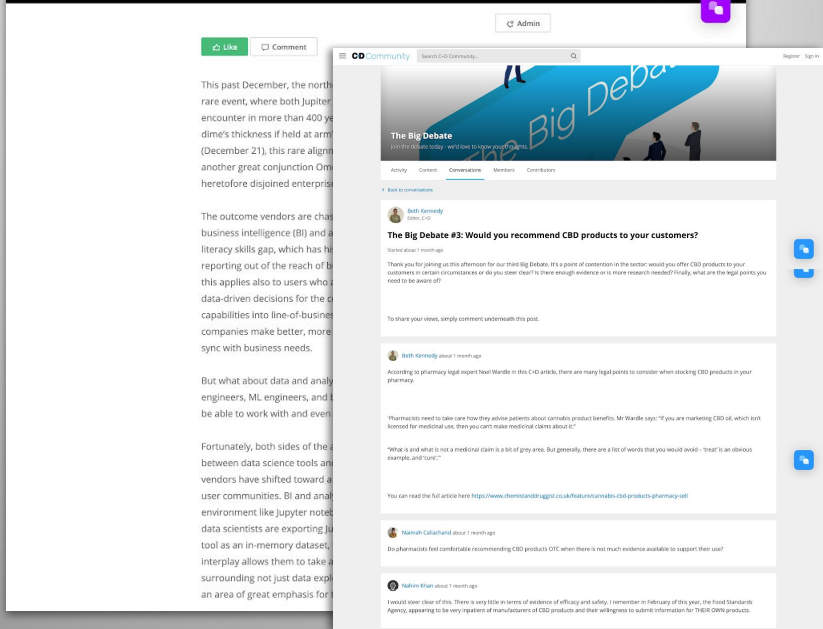 Admin
Like
Comment
This past December, the north
rare event, where both Jupiter
encounter in more than 400 ye
dime's thickness if held at arm'
(December 21), this rare alignn
another great conjunction Om
heretofore disjoined enterpris
The outcome vendors are chas
business intelligence (BI) and a
literacy skills gap, which has hi
reporting out of the reach of b
this applies also to users who a
data-driven decisions for the c
capabilities into line-of-busines
companies make better, more
sync with business needs.
But what about data and analy
engineers, ML engineers, and b
be able to work with and even
Fortunately, both sides of the a
between data science tools and
vendors have shifted toward a
user communities. BI and analy
environment like Jupyter noteb
data scientists are exporting Ju
tool as an in-memory dataset,
interplay allows them to take a
surrounding not just data explo
an area of great emphasis for t
CDCommunity
Search C+D Community...
Register Sign In
The Big Debate
The Big Debate
Join the debate today - we'd love to know your thoughts.
Activity Content Conversations Members Contributors
Back to conversations
Beth Kennedy
Editor, C+D
The Big Debate #3: Would you recommend CBD products to your customers?
Started about 1 month ago
Thank you for joining us this afternoon for our third Big Debate. It's a point of contention in the sector: would you offer CBD products to your
customers in certain circumstances or do you steer clear? Is there enough evidence or is more research needed? Finally, what are the legal points you
need to be aware of?
To share your views, simply comment underneath this post.
Beth Kennedy about 1 month ago
According to pharmacy legal expert Noel Wardle in this C+D article, there are many legal points to consider when stocking CBD products in your
pharmacy.
'Pharmacists need to take care how they advise patients about cannabis product benefits. Mr Wardle says: "If you are marketing CBD oil, which isn't
licensed for medicinal use, then you can't make medicinal claims about it."
"What is and what is not a medicinal claim is a bit of grey area. But generally, there are a list of words that you would avoid – 'treat' is an obvious
example, and 'cure'."'
You can read the full article here https://www.chemistanddruggist.co.uk/feature/cannabis-cbd-products-pharmacy-sell
Naimah Callachand about 1 month ago
Do pharmacists feel comfortable recommending CBD products OTC when there is not much evidence available to support their use?
Nahim Khan about 1 month ago
I would steer clear of this. There is very little in terms of evidence of efficacy and safety. I remember in February of this year, the Food Standards
Agency, appearing to be very impatient of manufacturers of CBD products and their willingness to submit information for THEIR OWN products.